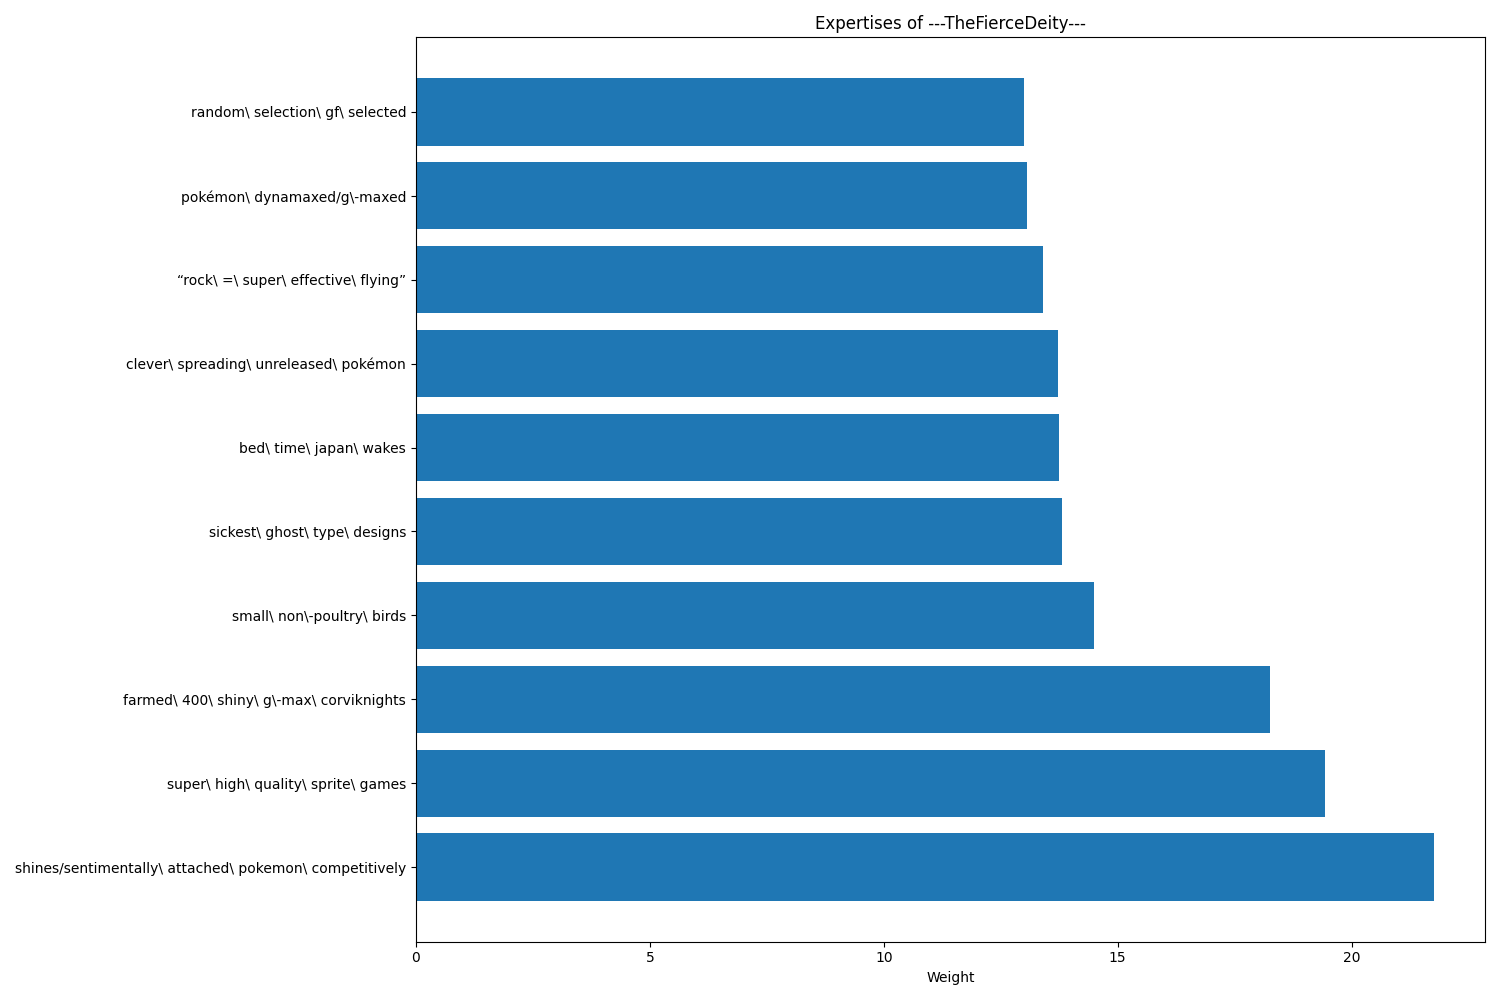 Expertises of ---TheFierceDeity---
random\ selection\ gf\ selected
pokémon\ dynamaxed/g\-maxed
“rock\ =\ super\ effective\ flying”
clever\ spreading\ unreleased\ pokémon
bed\ time\ japan\ wakes
sickest\ ghost\ type\ designs
small\ non\-poultry\ birds
farmed\ 400\ shiny\ g\-max\ corviknights
super\ high\ quality\ sprite\ games
shines/sentimentally\ attached\ pokemon\ competitively
0 5 10 15 20
Weight